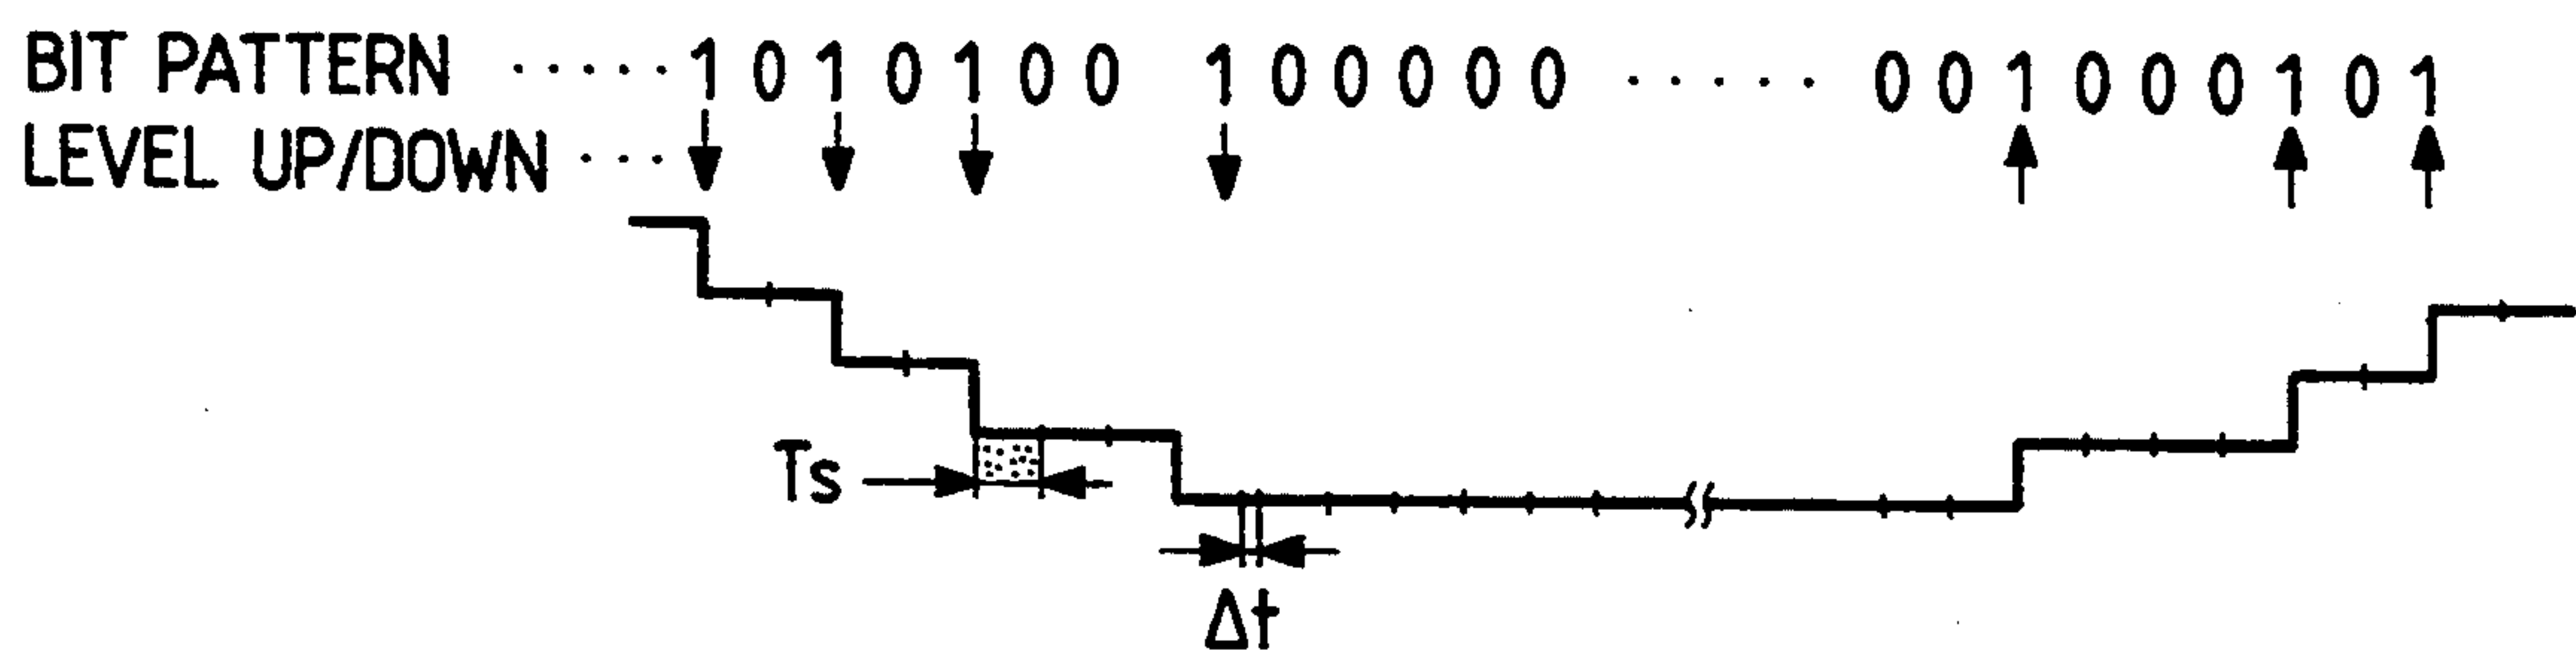 BIT PATTERN ·····1 0 1 0 1 0 0 1 0 0 0 0 0 ····· 0 0 1 0 0 0 1 0 1
LEVEL UP/DOWN ···
Ts
Δt